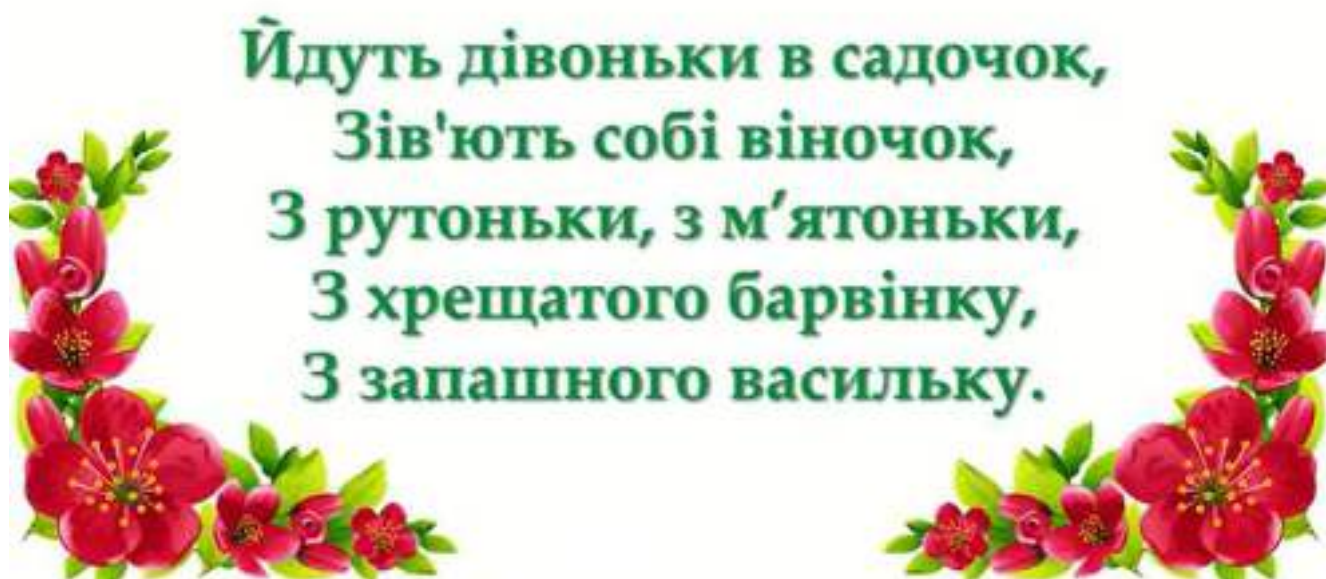 Йдуть дівоньки в садочок,
Зів'ють собі віночок,
З рутоньки, з м’ятоньки,
З хрещатого барвінку,
З запашного васильку.